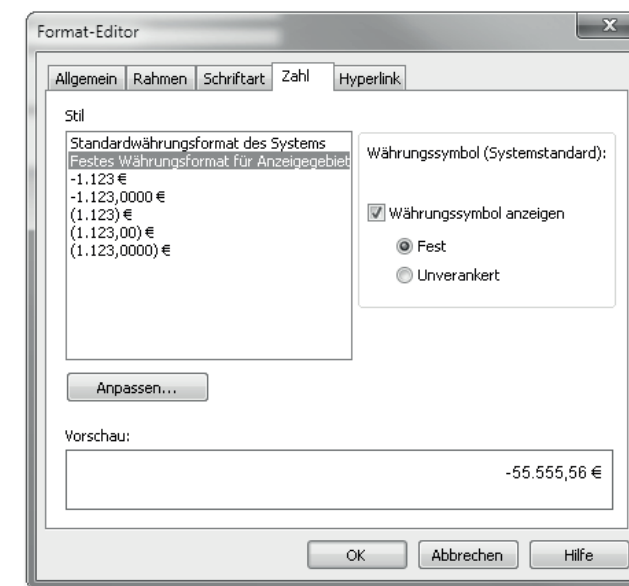 Format-Editor
x
Allgemein Rahmen Schriftart Zahl Hyperlink
Stil
Standardwährungsformat des Systems
Festes Währungsformat für Anzeigegebiet
-1.123 €
-1.123,0000 €
(1.123) €
(1.123,00) €
(1.123,0000) €
Währungssymbol (Systemstandard):
Währungssymbol anzeigen
Fest
Unverankert
Anpassen...
Vorschau:
-55.555,56 €
OK Abbrechen Hilfe